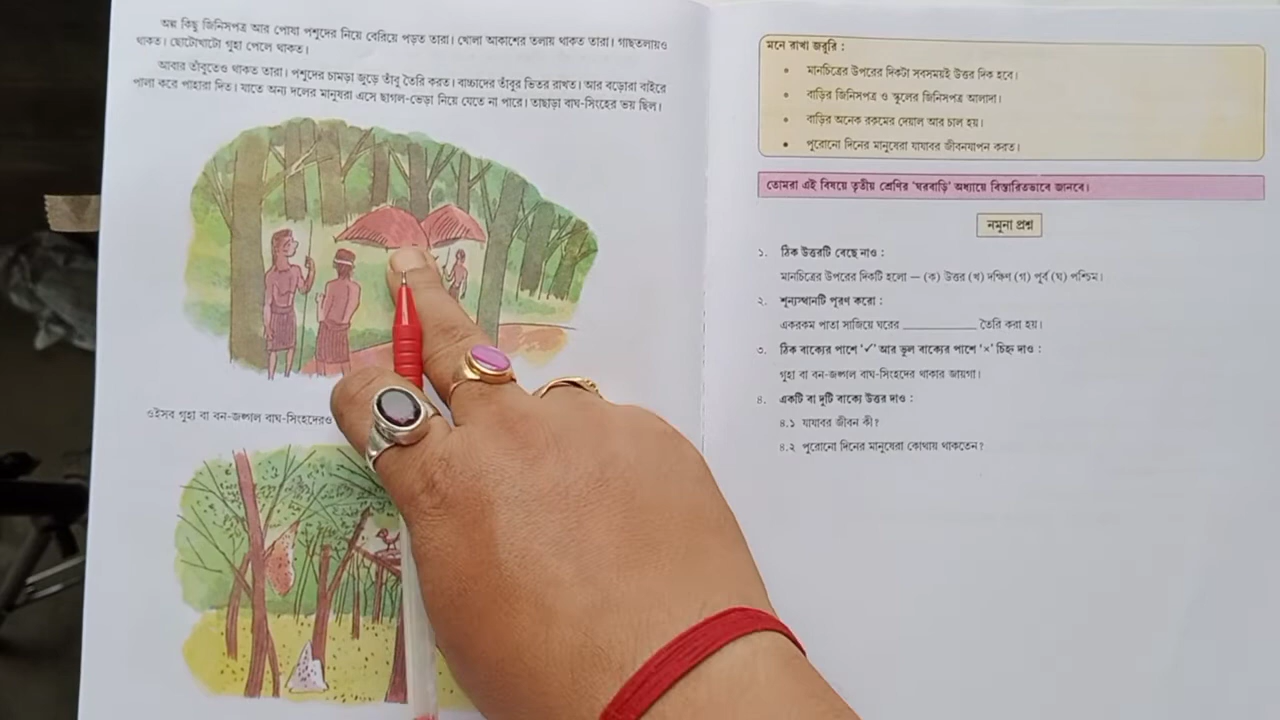 অল্প কিছু জিনিসপত্র আর পোষা পশুদের নিয়ে বেরিয়ে পড়ত তারা। খোলা আকাশের তলায় থাকত তারা। গাছতলায়ও
থাকত। ছোটোখাটো গুহা পেলে থাকত।
আবার তাঁবুতেও থাকত তারা। পশুদের চামড়া জুড়ে তাঁবু তৈরি করত। বাচ্চাদের তাঁবুর ভিতর রাখত। আর বড়োরা বাইরে
পালা করে পাহারা দিত। যাতে অন্য দলের মানুষরা এসে ছাগল-ভেড়া নিয়ে যেতে না পারে। তাছাড়া বাঘ-সিংহের ভয় ছিল।
ওইসব গুহা বা বন-জঙ্গল বাঘ-সিংহদেরও
মনে রাখা জরুরি :
• মানচিত্রের উপরের দিকটা সবসময়ই উত্তর দিক হবে।
• বাড়ির জিনিসপত্র ও স্কুলের জিনিসপত্র আলাদা।
• বাড়ির অনেক রকমের দেয়াল আর চাল হয়।
• পুরোনো দিনের মানুষেরা যাযাবর জীবনযাপন করত।
তোমরা এই বিষয়ে তৃতীয় শ্রেণির ‘ঘরবাড়ি’ অধ্যায়ে বিস্তারিতভাবে জানবে।
নমুনা প্রশ্ন
১. ঠিক উত্তরটি বেছে নাও :
মানচিত্রের উপরের দিকটি হলো — (ক) উত্তর (খ) দক্ষিণ (গ) পূর্ব (ঘ) পশ্চিম।
২. শূন্যস্থানটি পূরণ করো :
একরকম পাতা সাজিয়ে ঘরের ____________ তৈরি করা হয়।
৩. ঠিক বাক্যের পাশে ‘✓’ আর ভুল বাক্যের পাশে ‘×’ চিহ্ন দাও :
গুহা বা বন-জঙ্গল বাঘ-সিংহদের থাকার জায়গা।
৪. একটি বা দুটি বাক্যে উত্তর দাও :
৪.১ যাযাবর জীবন কী?
৪.২ পুরোনো দিনের মানুষেরা কোথায় থাকতেন?